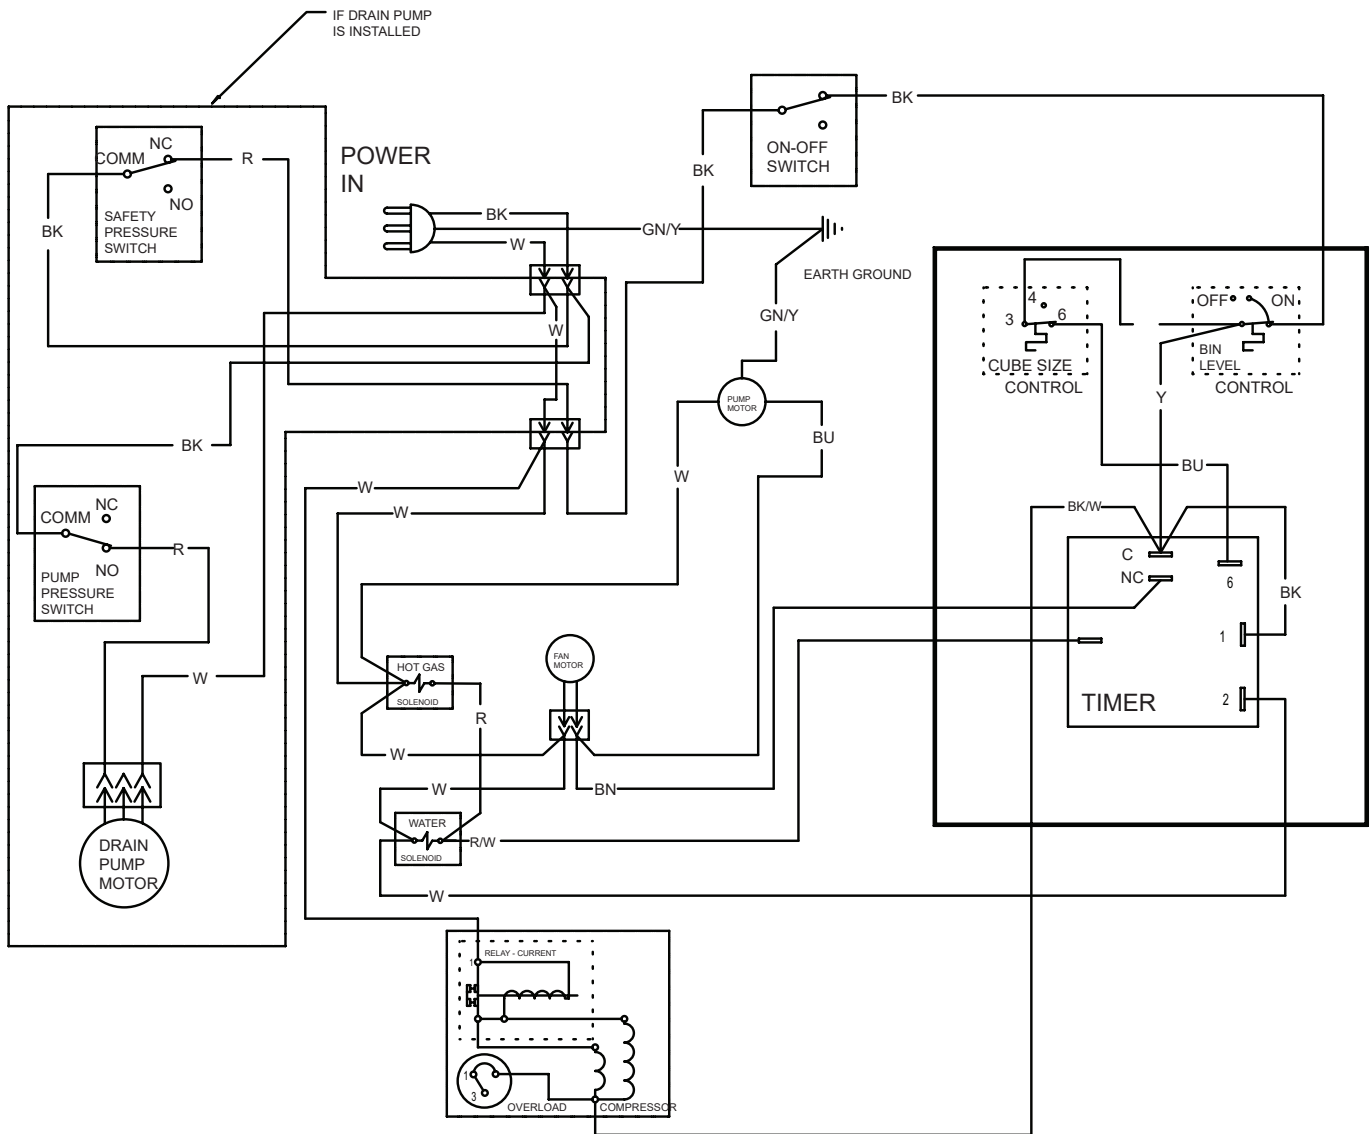 IF DRAIN PUMP
IS INSTALLED
NC
COMM
NO
SAFETY
PRESSURE
SWITCH
R
BK
POWER
IN
BK
W
GN/Y
EARTH GROUND
GN/Y
BK
ON-OFF
SWITCH
BK
4
3
6
CUBE SIZE
CONTROL
OFF
ON
BIN
LEVEL
CONTROL
Y
BU
W
BK
PUMP
MOTOR
W
BU
W
W
NC
COMM
NO
PUMP
PRESSURE
SWITCH
R
W
BK/W
C
NC
6
BK
1
2
TIMER
HOT GAS
SOLENOID
R
FAN
MOTOR
W
W
BN
WATER
SOLENOID
R/W
W
DRAIN
PUMP
MOTOR
RELAY - CURRENT
1
1
3
OVERLOAD
COMPRESSOR